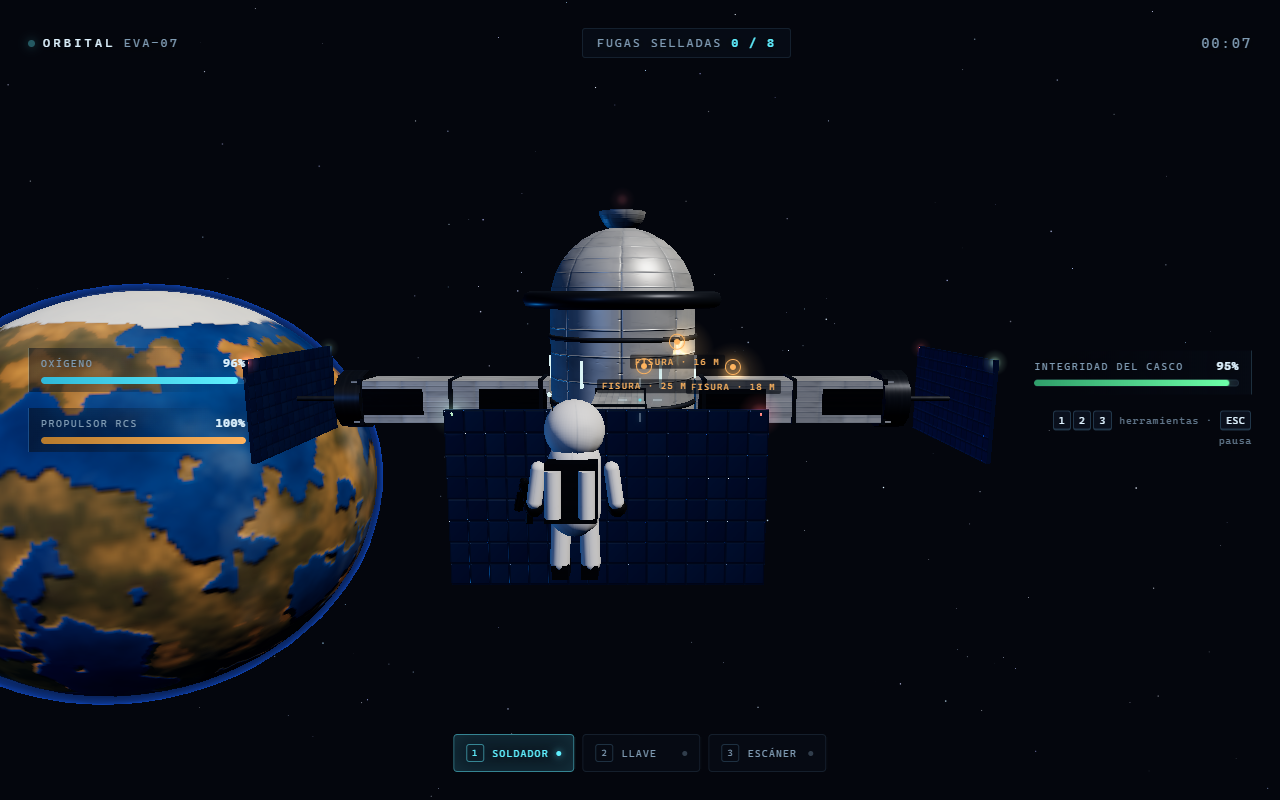 ORBITAL EVA-07
FUGAS SELLADAS 0 / 8
00:07
OXÍGENO 96%
PROPULSOR RCS 100%
INTEGRIDAD DEL CASCO 95%
1 2 3 herramientas · ESC
pausa
FISURA · 16 M
FISURA · 25 M
FISURA · 18 M
1 SOLDADOR
2 LLAVE
3 ESCÁNER